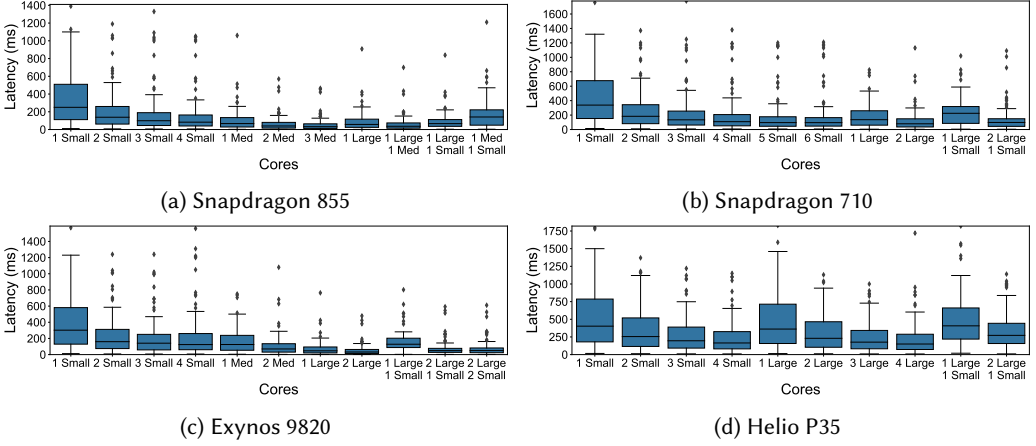 1400
1200
1000
800
600
400
200
0
Latency (ms)
1 Small 2 Small 3 Small 4 Small 1 Med 2 Med 3 Med 1 Large 1 Large 1 Large 1 Med
1 Med 1 Small 1 Small
Cores
(a) Snapdragon 855
1600
1400
1200
1000
800
600
400
200
0
Latency (ms)
1 Small 2 Small 3 Small 4 Small 5 Small 6 Small 1 Large 2 Large 1 Large 2 Large
1 Small 1 Small
Cores
(b) Snapdragon 710
1400
1200
1000
800
600
400
200
0
Latency (ms)
1 Small 2 Small 3 Small 4 Small 1 Med 2 Med 1 Large 2 Large 1 Large 2 Large 2 Large
1 Small 1 Small 2 Small
Cores
(c) Exynos 9820
1750
1500
1250
1000
750
500
250
0
Latency (ms)
1 Small 2 Small 3 Small 4 Small 1 Large 2 Large 3 Large 4 Large 1 Large 2 Large
1 Small 1 Small
Cores
(d) Helio P35